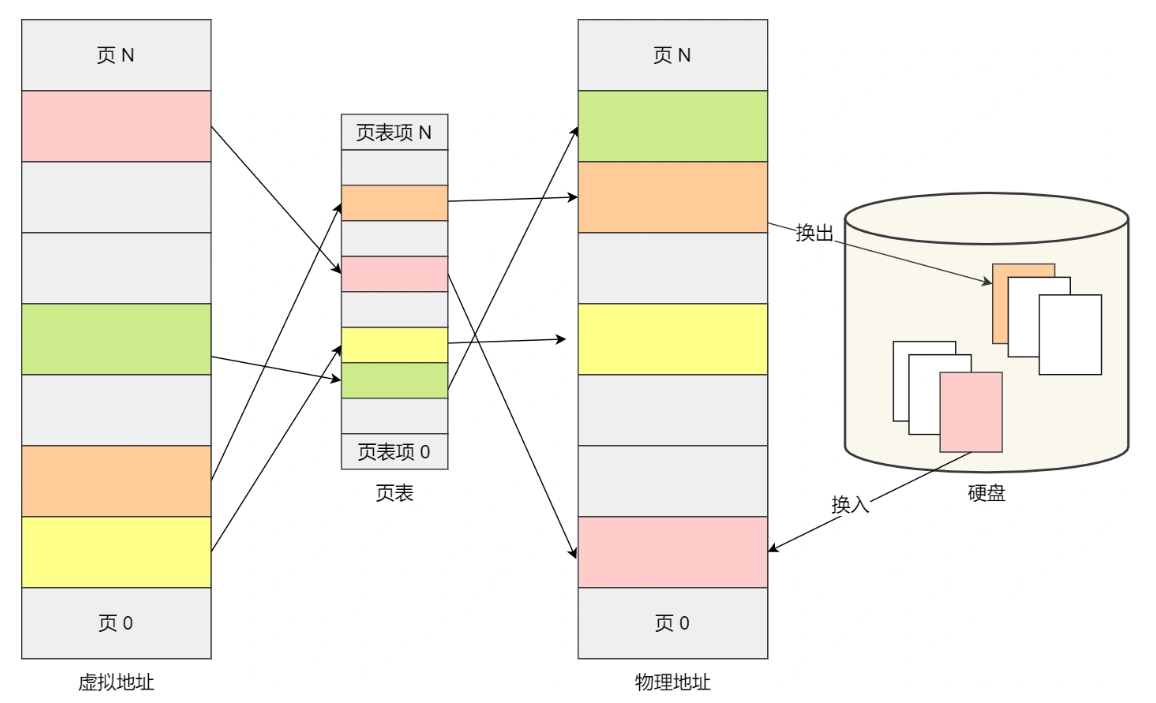 页 N
页 0
虚拟地址
页表项 N
页表项 0
页表
页 N
页 0
物理地址
换出
换入
硬盘